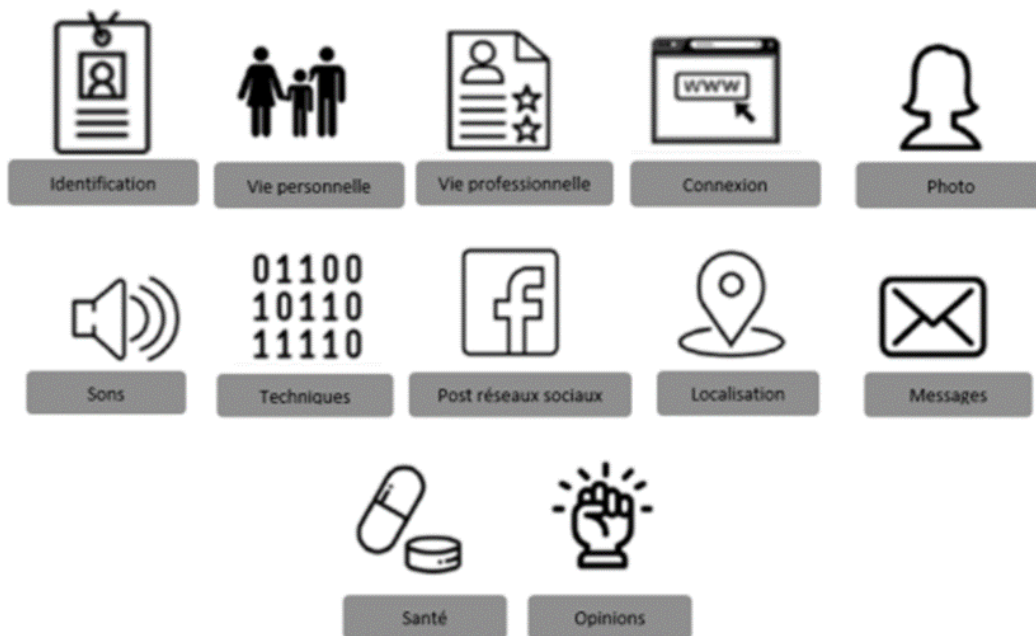 WWW
Identification
Vie personnelle
Vie professionnelle
Connexion
Photo
01100
10110
11110
Sons
Techniques
Post réseaux sociaux
Localisation
Messages
Santé
Opinions